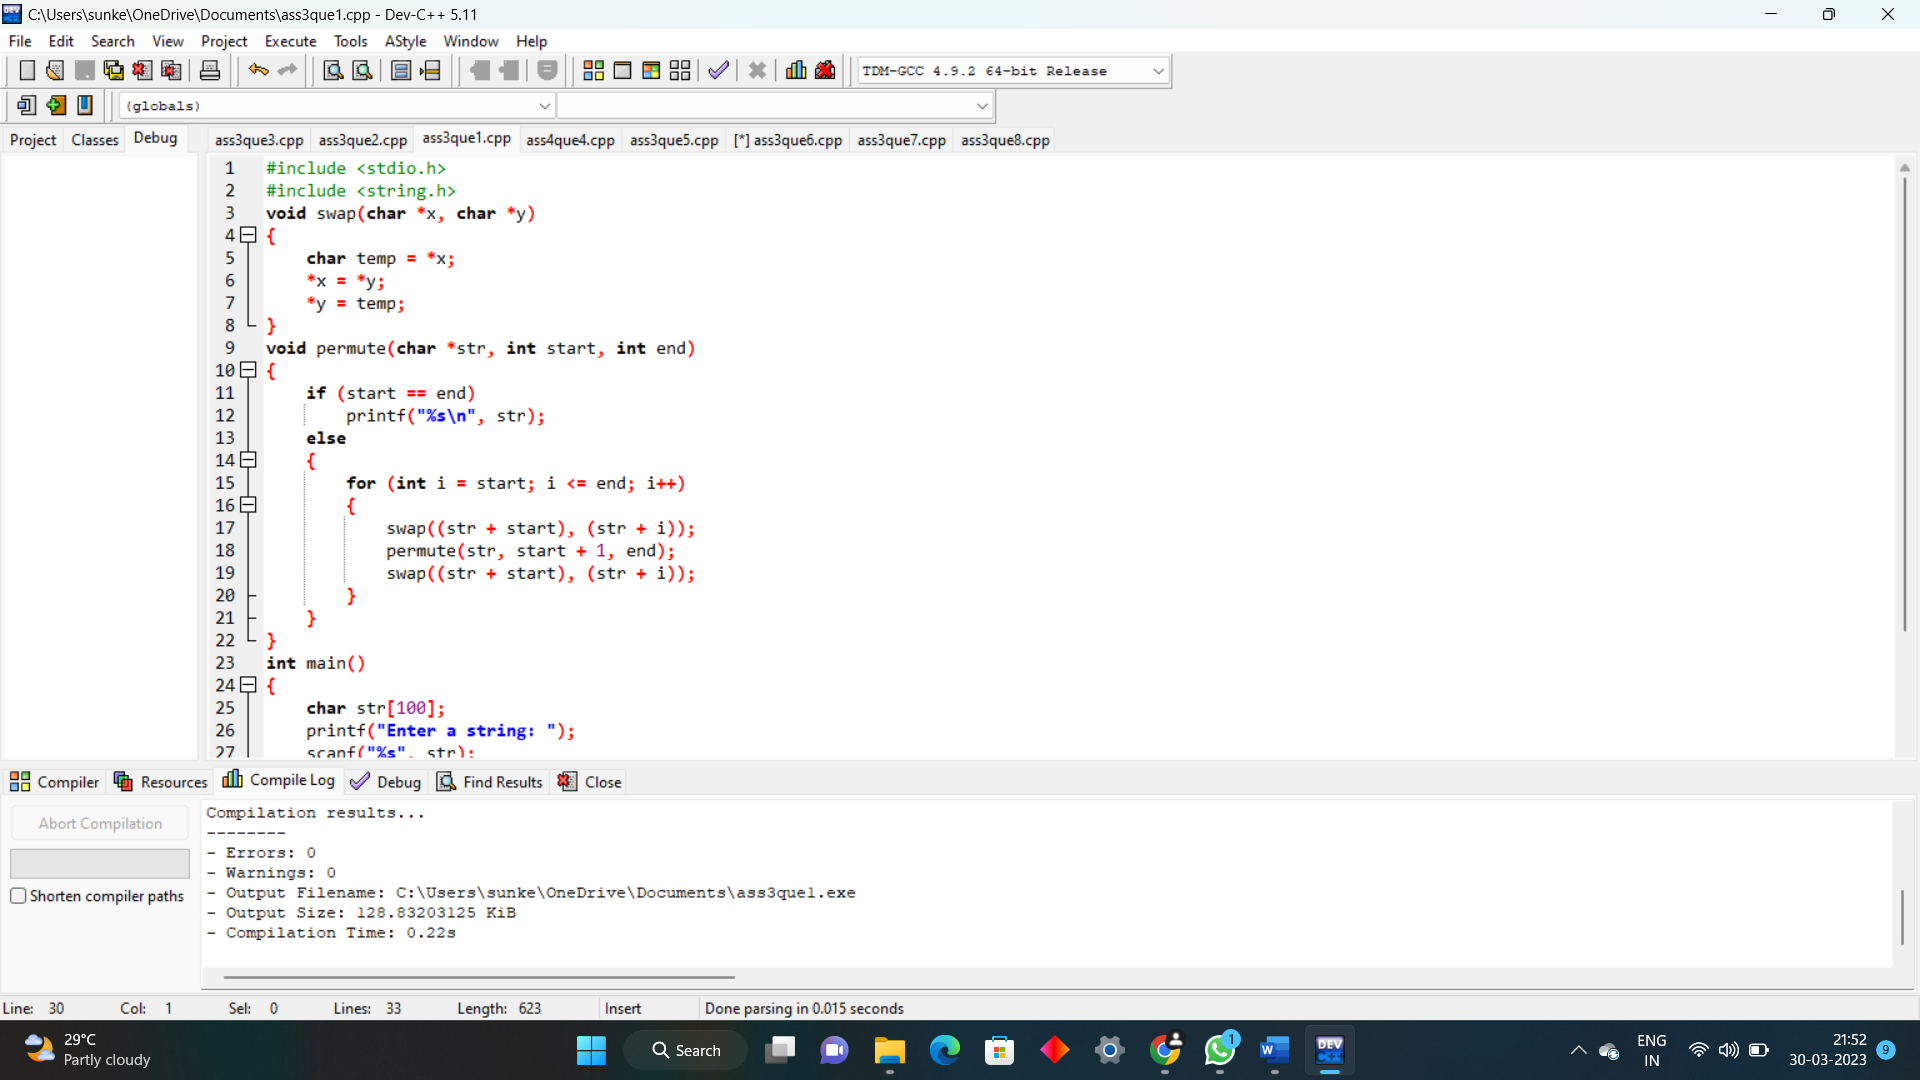 C:\Users\sunke\OneDrive\Documents\ass3que1.cpp - Dev-C++ 5.11
File Edit Search View Project Execute Tools AStyle Window Help
TDM-GCC 4.9.2 64-bit Release
(globals)
Project Classes Debug
ass3que3.cpp ass3que2.cpp ass3que1.cpp ass4que4.cpp ass3que5.cpp [*] ass3que6.cpp ass3que7.cpp ass3que8.cpp
1 #include <stdio.h>
2 #include <string.h>
3 void swap(char *x, char *y)
4 {
5 char temp = *x;
6 *x = *y;
7 *y = temp;
8 }
9 void permute(char *str, int start, int end)
10 {
11 if (start == end)
12 printf("%s\n", str);
13 else
14 {
15 for (int i = start; i <= end; i++)
16 {
17 swap((str + start), (str + i));
18 permute(str, start + 1, end);
19 swap((str + start), (str + i));
20 }
21 }
22 }
23 int main()
24 {
25 char str[100];
26 printf("Enter a string: ");
27 scanf("%s", str);
Compiler Resources Compile Log Debug Find Results Close
Abort Compilation
Shorten compiler paths
Compilation results...
--------
- Errors: 0
- Warnings: 0
- Output Filename: C:\Users\sunke\OneDrive\Documents\ass3que1.exe
- Output Size: 128.83203125 KiB
- Compilation Time: 0.22s
Line: 30 Col: 1 Sel: 0 Lines: 33 Length: 623 Insert Done parsing in 0.015 seconds
29°C
Partly cloudy
Search
1
W
DEV
C++
ENG
IN
21:52
30-03-2023
9